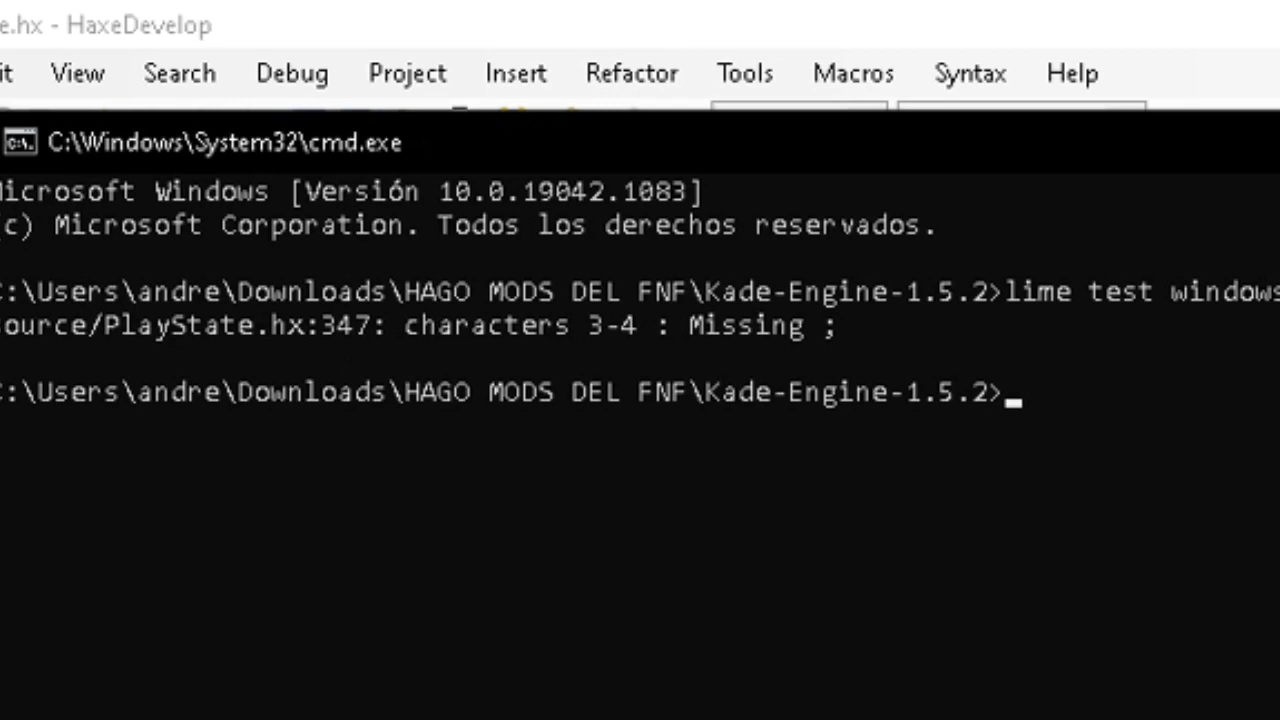 e.hx - HaxeDevelop
it View Search Debug Project Insert Refactor Tools Macros Syntax Help
C:\Windows\System32\cmd.exe
Microsoft Windows [Versión 10.0.19042.1083]
(c) Microsoft Corporation. Todos los derechos reservados.
C:\Users\andre\Downloads\HAGO MODS DEL FNF\Kade-Engine-1.5.2>lime test windows
source/PlayState.hx:347: characters 3-4 : Missing ;
C:\Users\andre\Downloads\HAGO MODS DEL FNF\Kade-Engine-1.5.2>